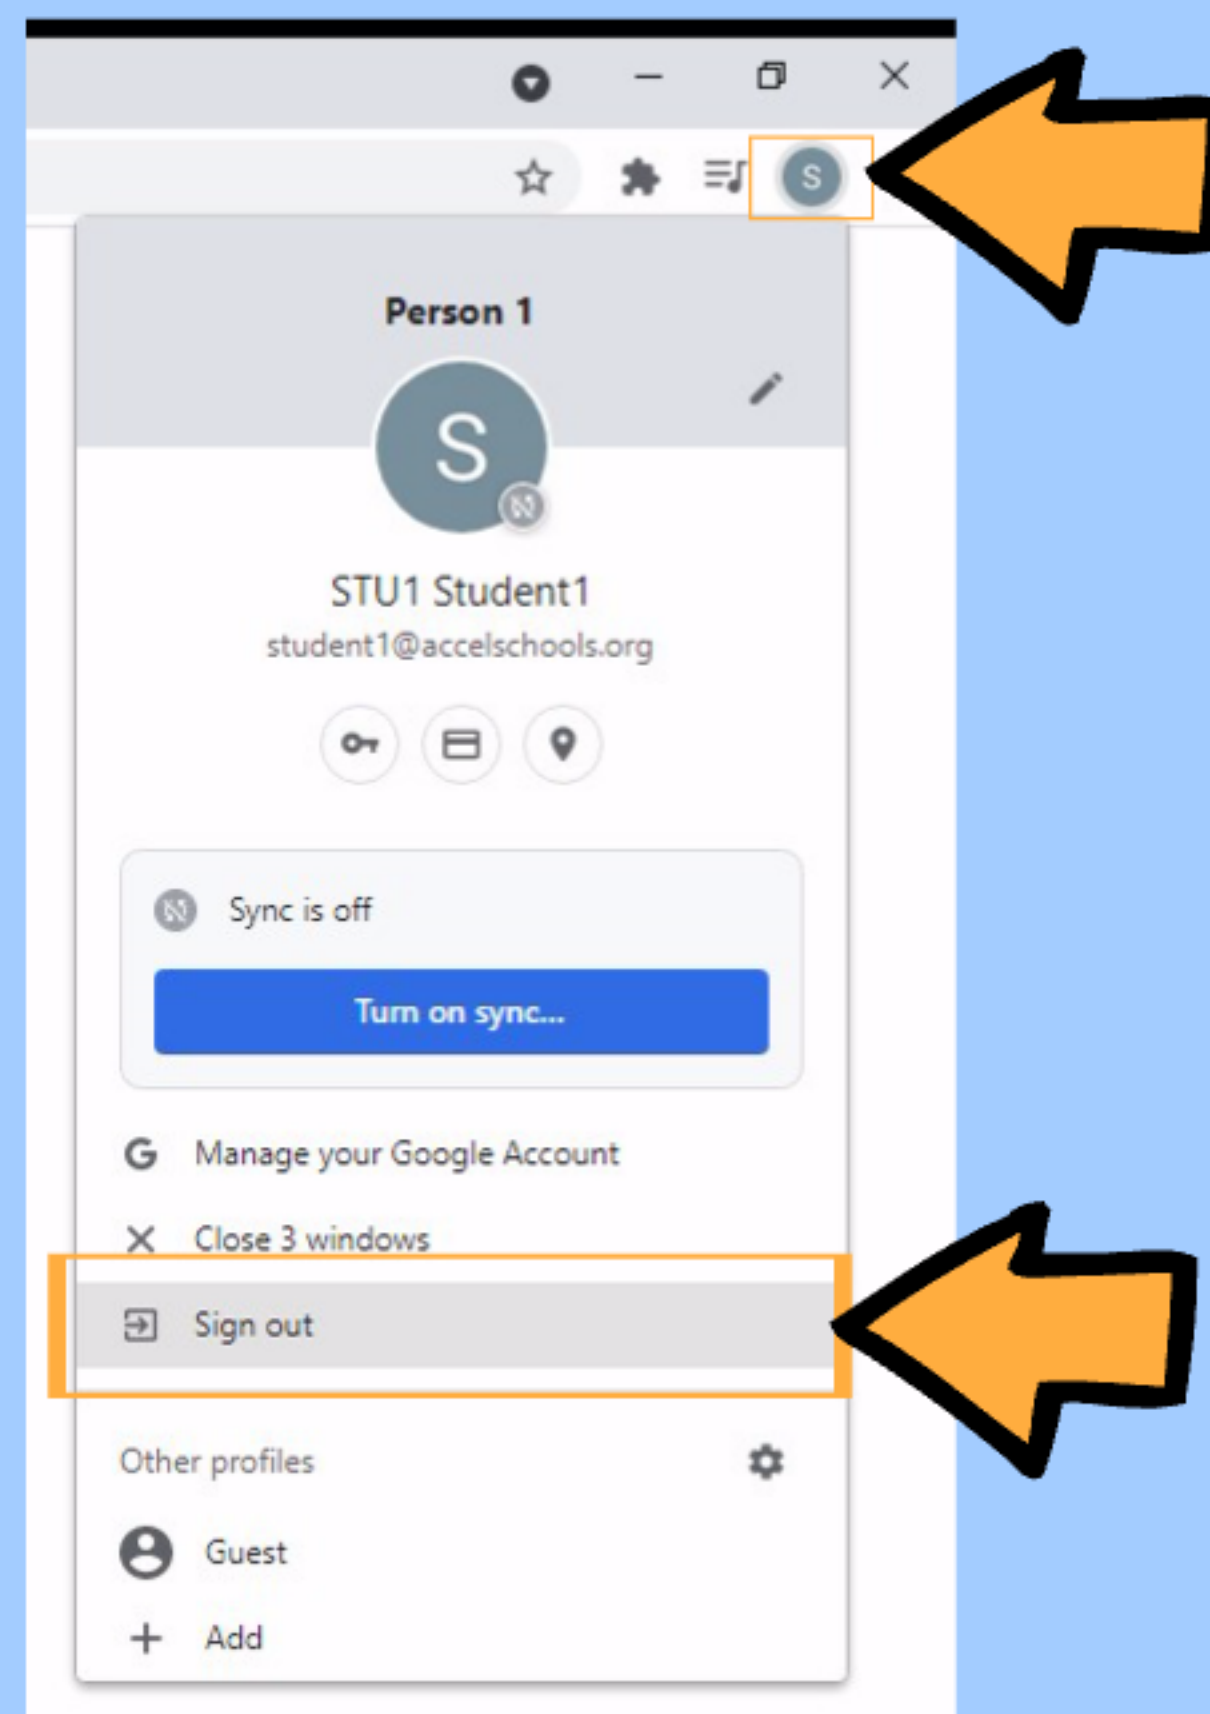 S
Person 1
S
STU1 Student1
student1@accelschools.org
Sync is off
Turn on sync...
G Manage your Google Account
Close 3 windows
Sign out
Other profiles
Guest
Add